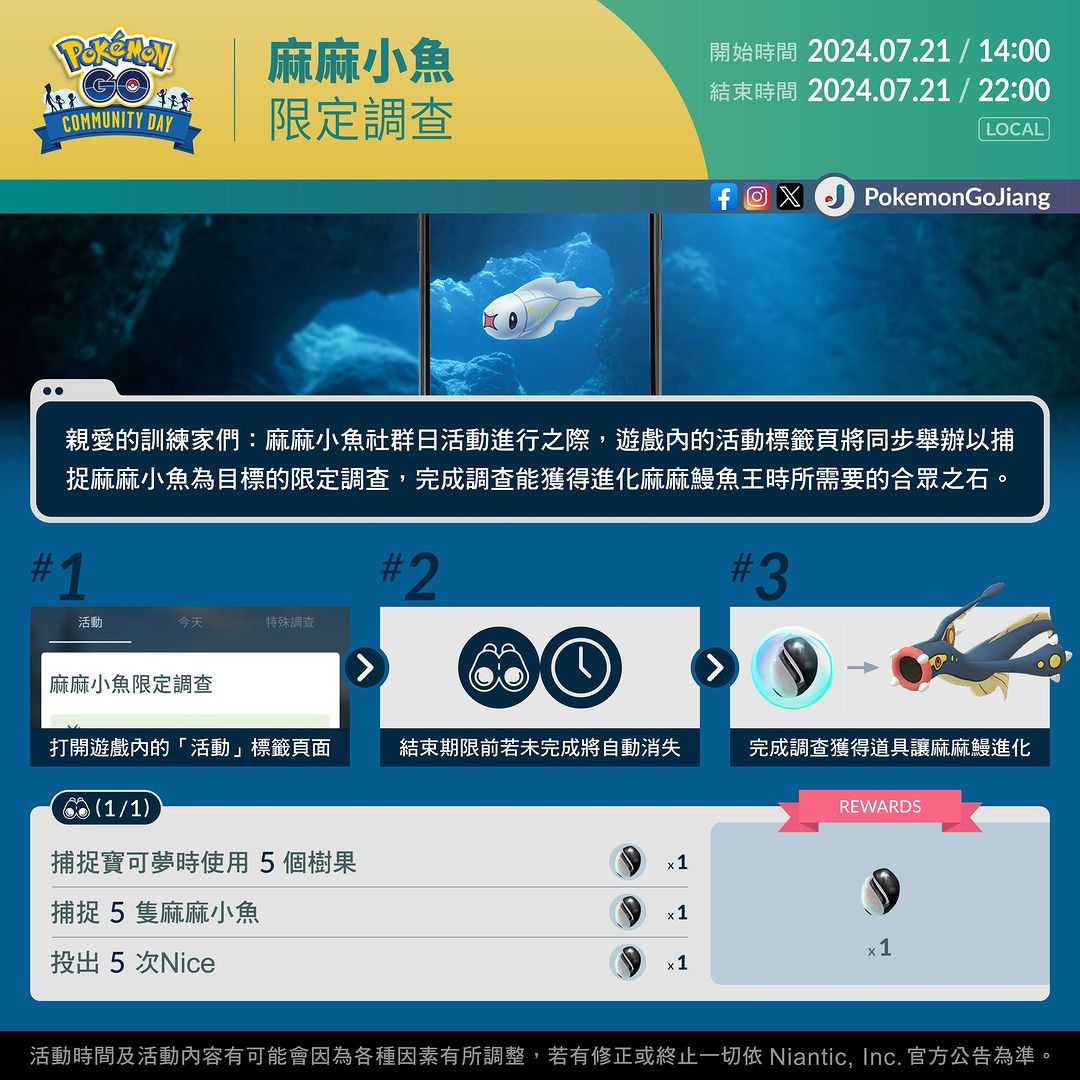 POKÉMON
GO
COMMUNITY DAY
麻麻小魚
限定調查
開始時間 2024.07.21 / 14:00
結束時間 2024.07.21 / 22:00
LOCAL
PokemonGoJiang
親愛的訓練家們：麻麻小魚社群日活動進行之際，遊戲內的活動標籤頁將同步舉辦以捕
捉麻麻小魚為目標的限定調查，完成調查能獲得進化麻麻鰻魚王時所需要的合眾之石。
#1
活動 今天 特殊調查
麻麻小魚限定調查
打開遊戲內的「活動」標籤頁面
#2
結束期限前若未完成將自動消失
#3
完成調查獲得道具讓麻麻鰻進化
(1/1)
捕捉寶可夢時使用 5 個樹果 x1
捕捉 5 隻麻麻小魚 x1
投出 5 次Nice x1
REWARDS
x1
活動時間及活動內容有可能會因為各種因素有所調整，若有修正或終止一切依 Niantic, Inc. 官方公告為準。